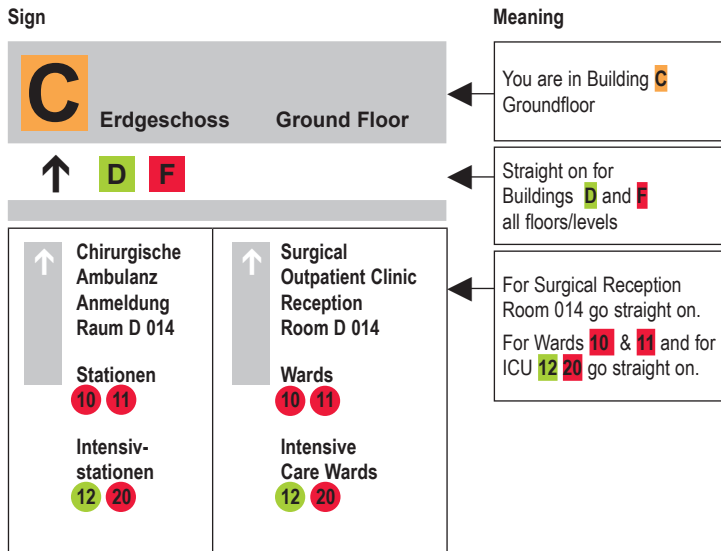 Sign
Meaning
C
Erdgeschoss Ground Floor
You are in Building C
Groundfloor
D F
Straight on for
Buildings D and F
all floors/levels
Chirurgische
Ambulanz
Anmeldung
Raum D 014
Stationen
10 11
Intensiv-
stationen
12 20
Surgical
Outpatient Clinic
Reception
Room D 014
Wards
10 11
Intensive
Care Wards
12 20
For Surgical Reception
Room 014 go straight on.
For Wards 10 & 11 and for
ICU 12 20 go straight on.